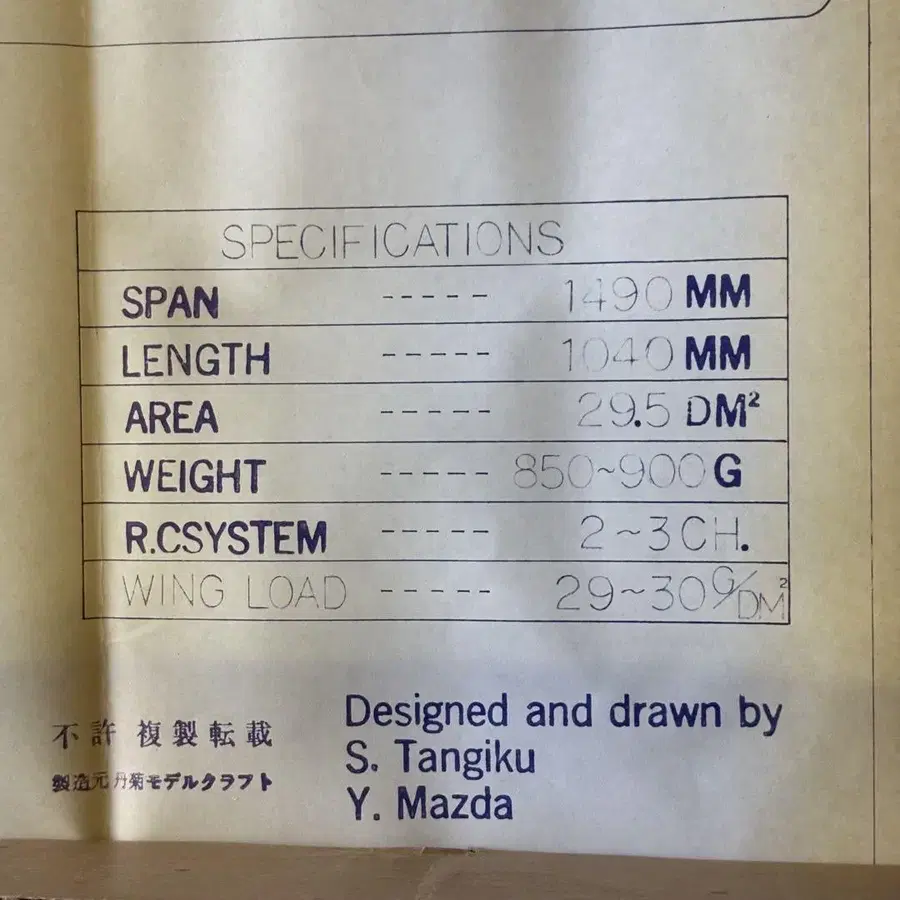 SPECIFICATIONS
SPAN ----- 1490 MM
LENGTH ----- 1040 MM
AREA ----- 29.5 DM²
WEIGHT ----- 850~900 G
R.CSYSTEM ----- 2~3CH.
WING LOAD ----- 29~30 G/DM²
不許 複製転載
製造元 丹菊モデルクラフト
Designed and drawn by
S. Tangiku
Y. Mazda